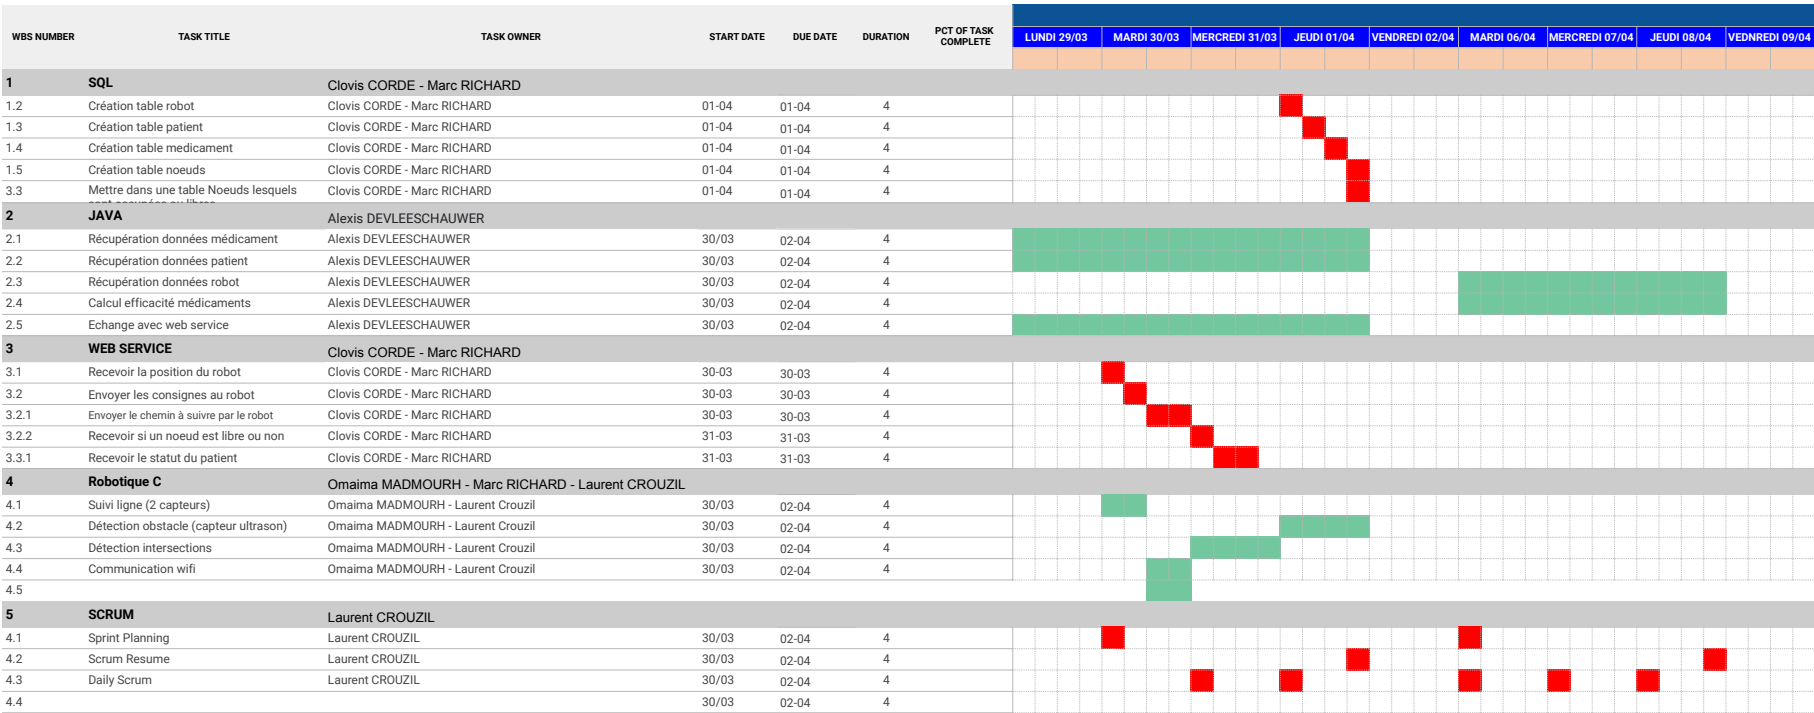 WBS NUMBER TASK TITLE TASK OWNER START DATE DUE DATE DURATION PCT OF TASK COMPLETE LUNDI 29/03 MARDI 30/03 MERCREDI 31/03 JEUDI 01/04 VENDREDI 02/04 MARDI 06/04 MERCREDI 07/04 JEUDI 08/04 VEDNREDI 09/04
1 SQL Clovis CORDE - Marc RICHARD
1.2 Création table robot Clovis CORDE - Marc RICHARD 01-04 01-04 4
1.3 Création table patient Clovis CORDE - Marc RICHARD 01-04 01-04 4
1.4 Création table medicament Clovis CORDE - Marc RICHARD 01-04 01-04 4
1.5 Création table noeuds Clovis CORDE - Marc RICHARD 01-04 01-04 4
3.3 Mettre dans une table Noeuds lesquels Clovis CORDE - Marc RICHARD 01-04 01-04 4
2 JAVA Alexis DEVLEESCHAUWER
2.1 Récupération données médicament Alexis DEVLEESCHAUWER 30/03 02-04 4
2.2 Récupération données patient Alexis DEVLEESCHAUWER 30/03 02-04 4
2.3 Récupération données robot Alexis DEVLEESCHAUWER 30/03 02-04 4
2.4 Calcul efficacité médicaments Alexis DEVLEESCHAUWER 30/03 02-04 4
2.5 Echange avec web service Alexis DEVLEESCHAUWER 30/03 02-04 4
3 WEB SERVICE Clovis CORDE - Marc RICHARD
3.1 Recevoir la position du robot Clovis CORDE - Marc RICHARD 30-03 30-03 4
3.2 Envoyer les consignes au robot Clovis CORDE - Marc RICHARD 30-03 30-03 4
3.2.1 Envoyer le chemin à suivre par le robot Clovis CORDE - Marc RICHARD 30-03 30-03 4
3.2.2 Recevoir si un noeud est libre ou non Clovis CORDE - Marc RICHARD 31-03 31-03 4
3.3.1 Recevoir le statut du patient Clovis CORDE - Marc RICHARD 31-03 31-03 4
4 Robotique C Omaima MADMOURH - Marc RICHARD - Laurent CROUZIL
4.1 Suivi ligne (2 capteurs) Omaima MADMOURH - Laurent Crouzil 30/03 02-04 4
4.2 Détection obstacle (capteur ultrason) Omaima MADMOURH - Laurent Crouzil 30/03 02-04 4
4.3 Détection intersections Omaima MADMOURH - Laurent Crouzil 30/03 02-04 4
4.4 Communication wifi Omaima MADMOURH - Laurent Crouzil 30/03 02-04 4
4.5
5 SCRUM Laurent CROUZIL
4.1 Sprint Planning Laurent CROUZIL 30/03 02-04 4
4.2 Scrum Resume Laurent CROUZIL 30/03 02-04 4
4.3 Daily Scrum Laurent CROUZIL 30/03 02-04 4
4.4 30/03 02-04 4